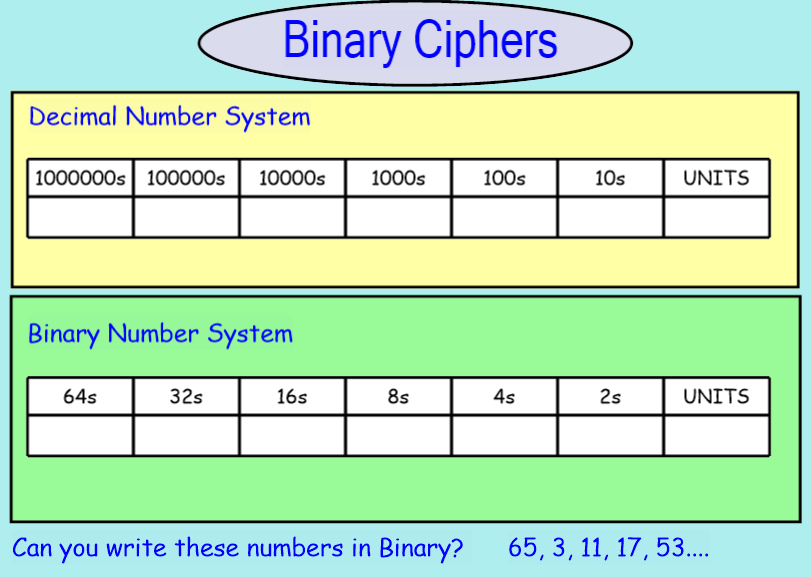 Binary Ciphers
Decimal Number System
1000000s 100000s 10000s 1000s 100s 10s UNITS
Binary Number System
64s 32s 16s 8s 4s 2s UNITS
Can you write these numbers in Binary? 65, 3, 11, 17, 53....